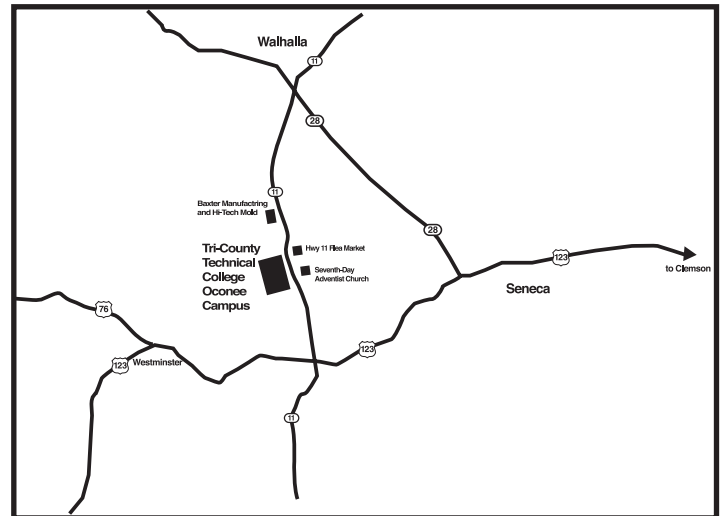 Walhalla
11
28
11
Baxter Manufactring
and Hi-Tech Mold
Tri-County
Technical
College
Oconee
Campus
Hwy 11 Flea Market
Seventh-Day
Adventist Church
28
123
to Clemson
Seneca
76
123
Westminster
123
11